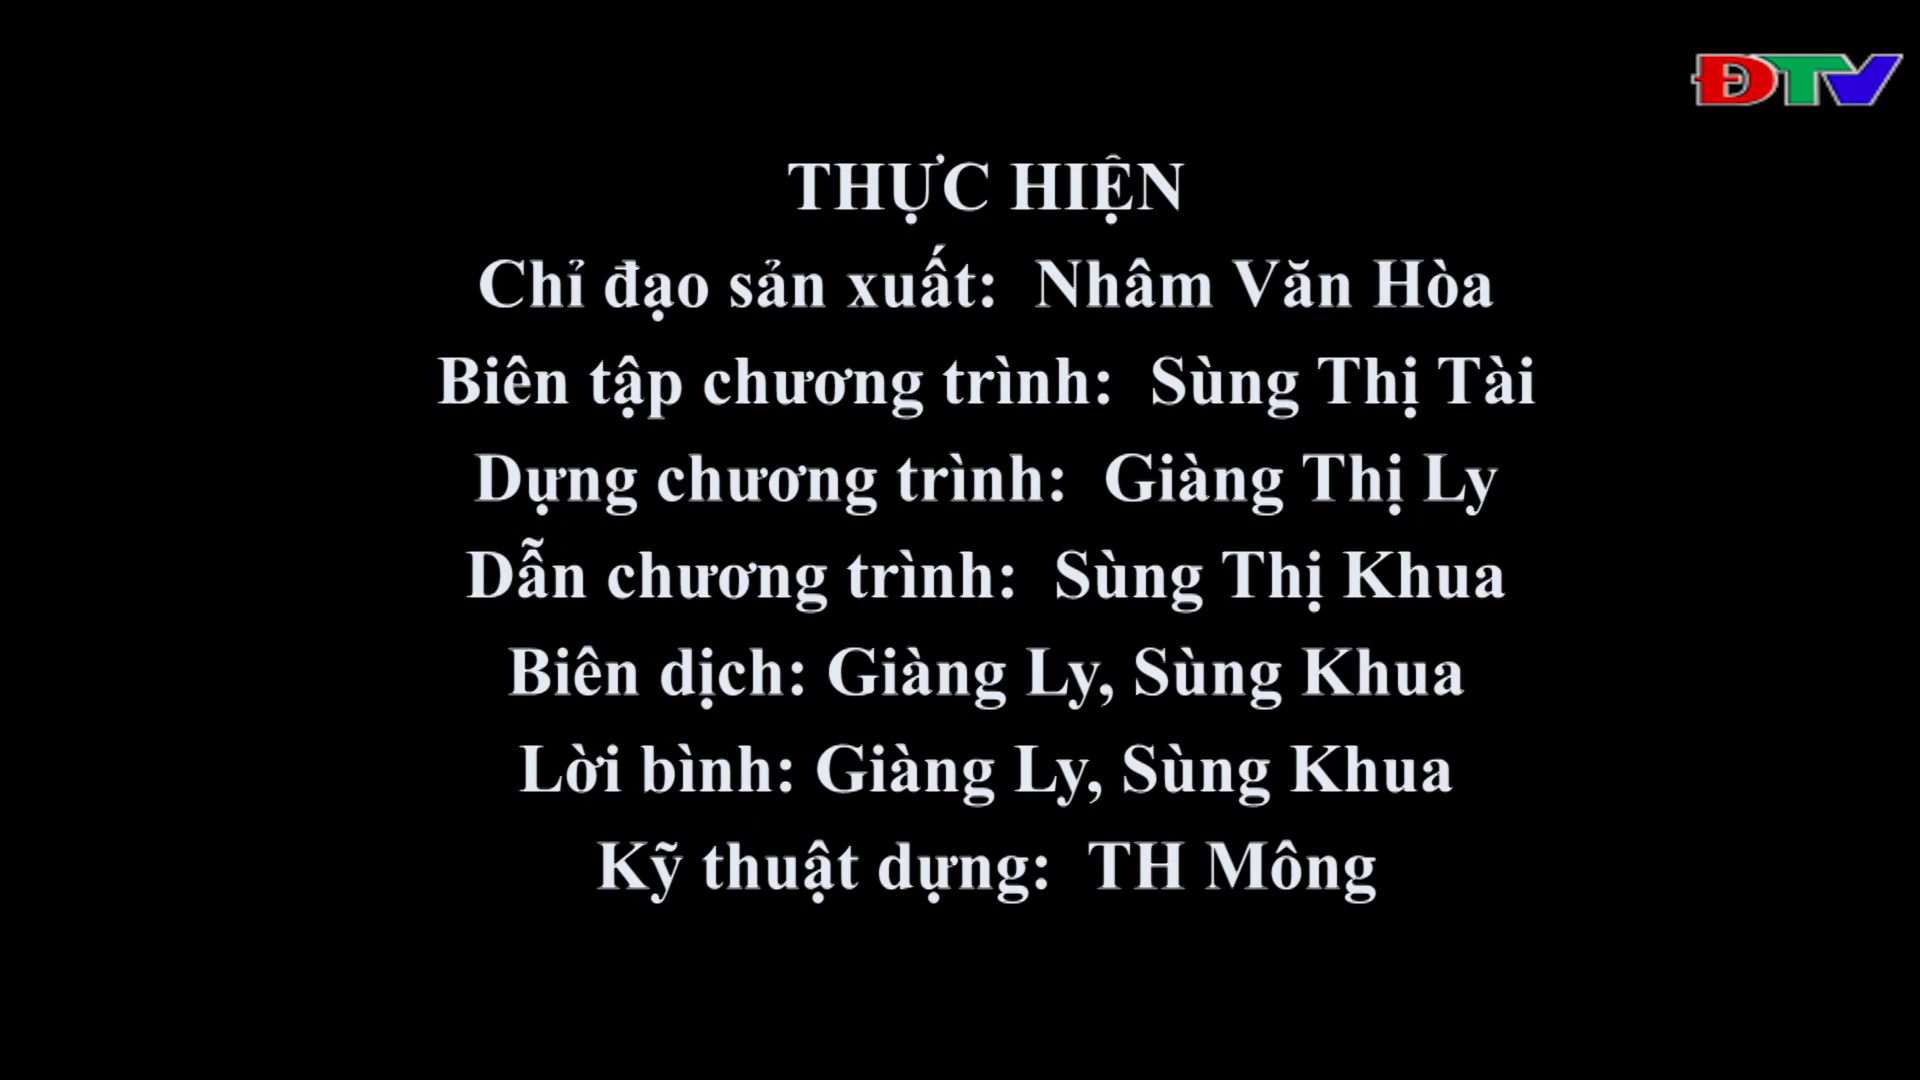 ĐTV
THỰC HIỆN
Chỉ đạo sản xuất: Nhâm Văn Hòa
Biên tập chương trình: Sùng Thị Tài
Dựng chương trình: Giàng Thị Ly
Dẫn chương trình: Sùng Thị Khua
Biên dịch: Giàng Ly, Sùng Khua
Lời bình: Giàng Ly, Sùng Khua
Kỹ thuật dựng: TH Mông